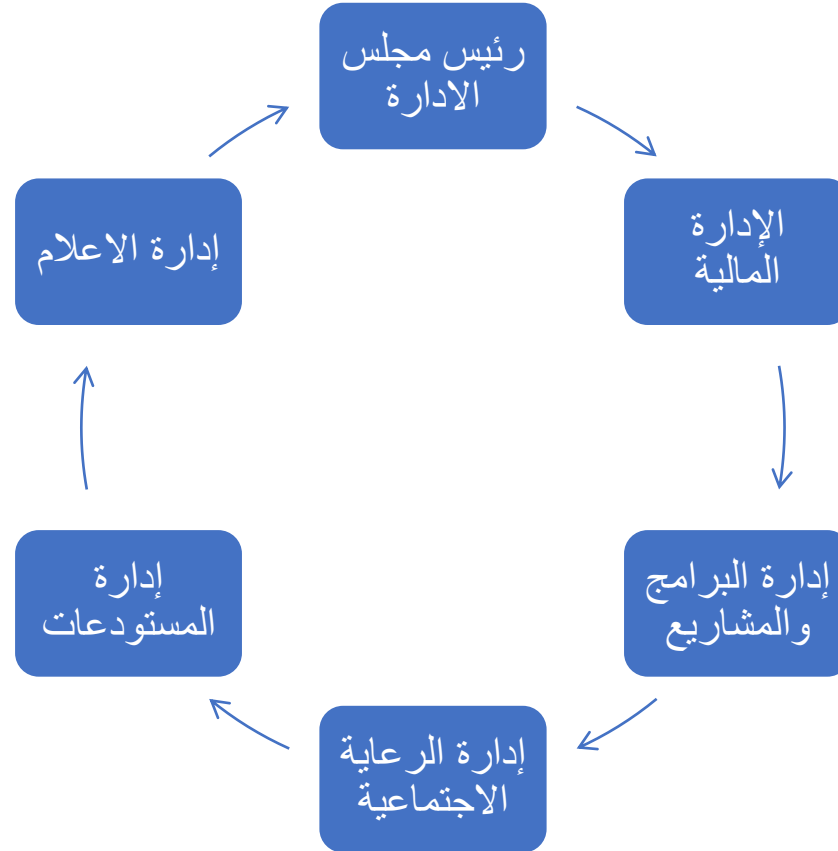 رئيس مجلس
الادارة
الإدارة
المالية
إدارة البرامج
والمشاريع
إدارة الرعاية
الاجتماعية
إدارة
المستودعات
إدارة الاعلام